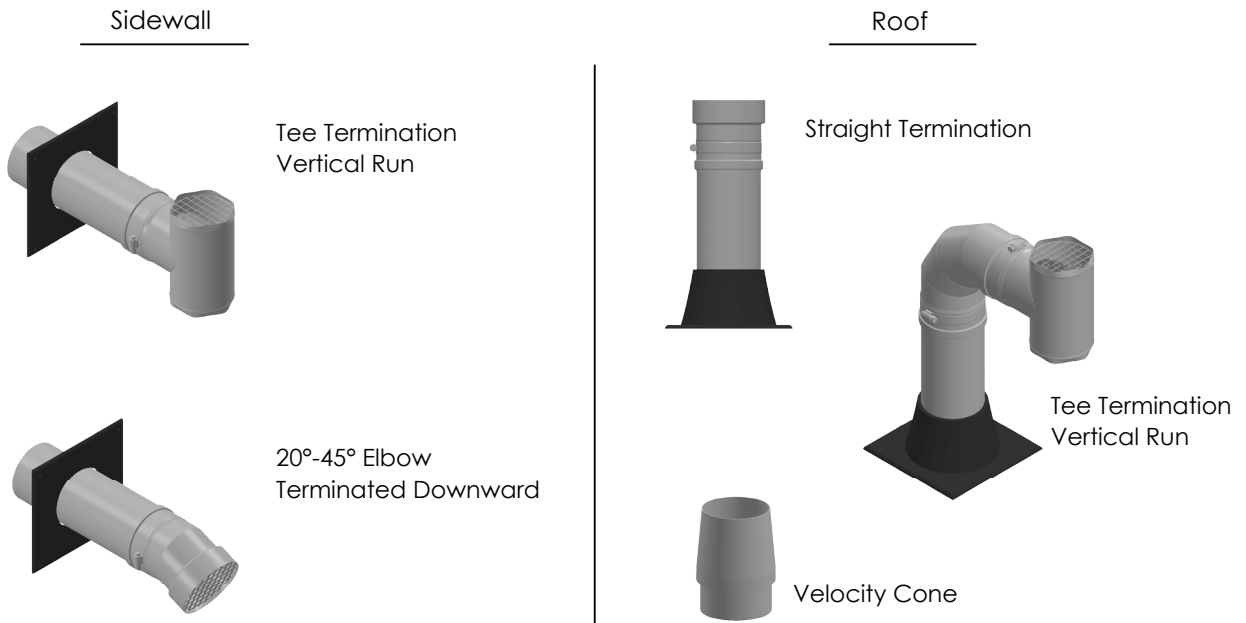 Sidewall
Tee Termination
Vertical Run
20°-45° Elbow
Terminated Downward
Roof
Straight Termination
Tee Termination
Vertical Run
Velocity Cone